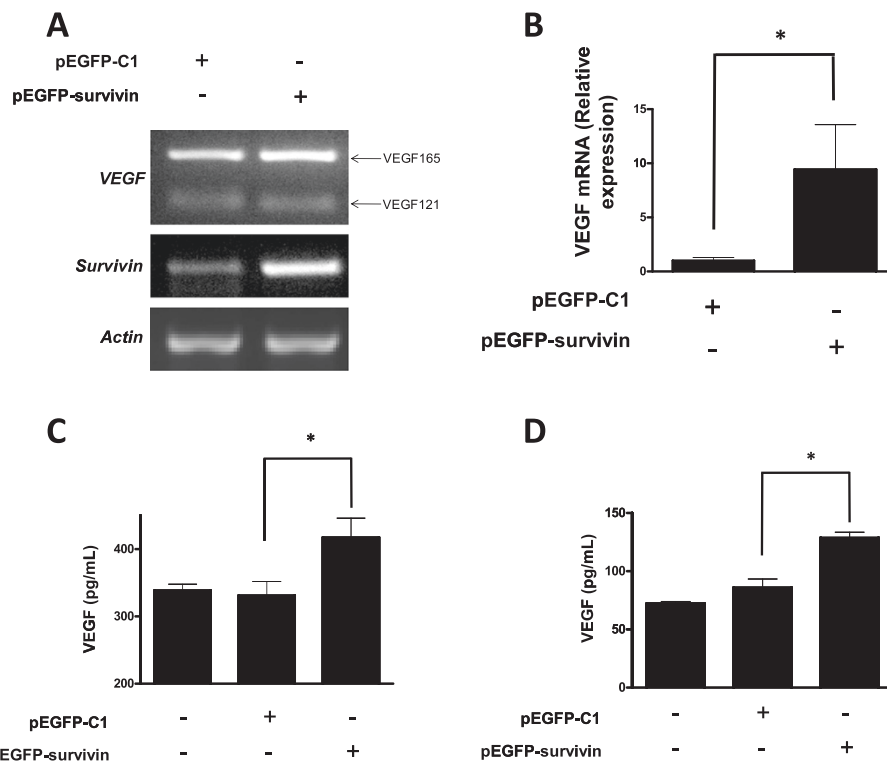 A
pEGFP-C1 + -
pEGFP-survivin - +
VEGF
VEGF165
VEGF121
Survivin
Actin
B
*
VEGF mRNA (Relative
expression)
15
10
5
0
pEGFP-C1 + -
pEGFP-survivin - +
C
*
VEGF (pg/mL)
400
300
200
pEGFP-C1 - + -
EGFP-survivin - - +
D
*
VEGF (pg/mL)
150
100
50
0
pEGFP-C1 - + -
pEGFP-survivin - - +